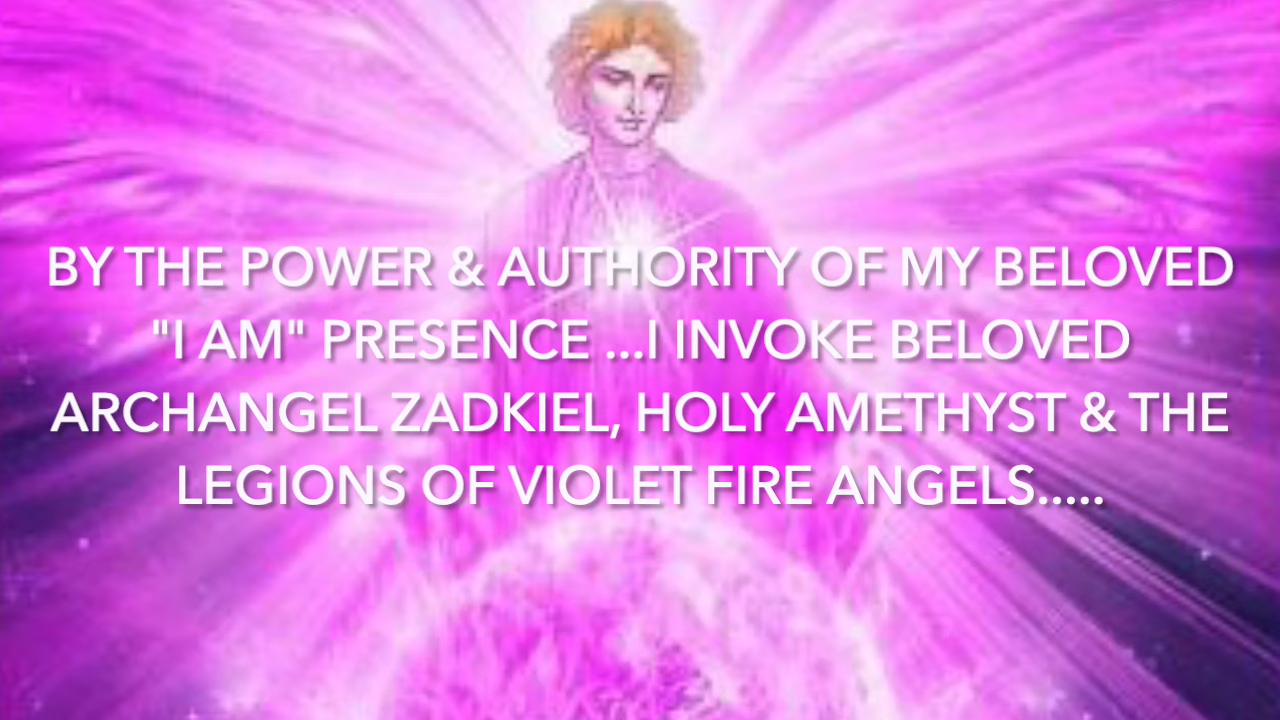 BY THE POWER & AUTHORITY OF MY BELOVED
"I AM" PRESENCE ...I INVOKE BELOVED
ARCHANGEL ZADKIEL, HOLY AMETHYST & THE
LEGIONS OF VIOLET FIRE ANGELS.....